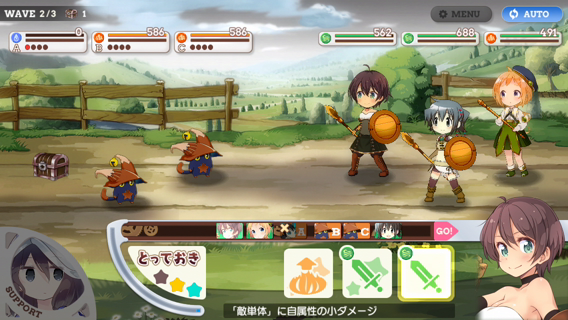 WAVE 2/3 1
MENU
AUTO
0
586
586
A
B
C
562
688
491
A
B
C
GO!
とっておき
SUPPORT
「敵単体」に自属性の小ダメージ